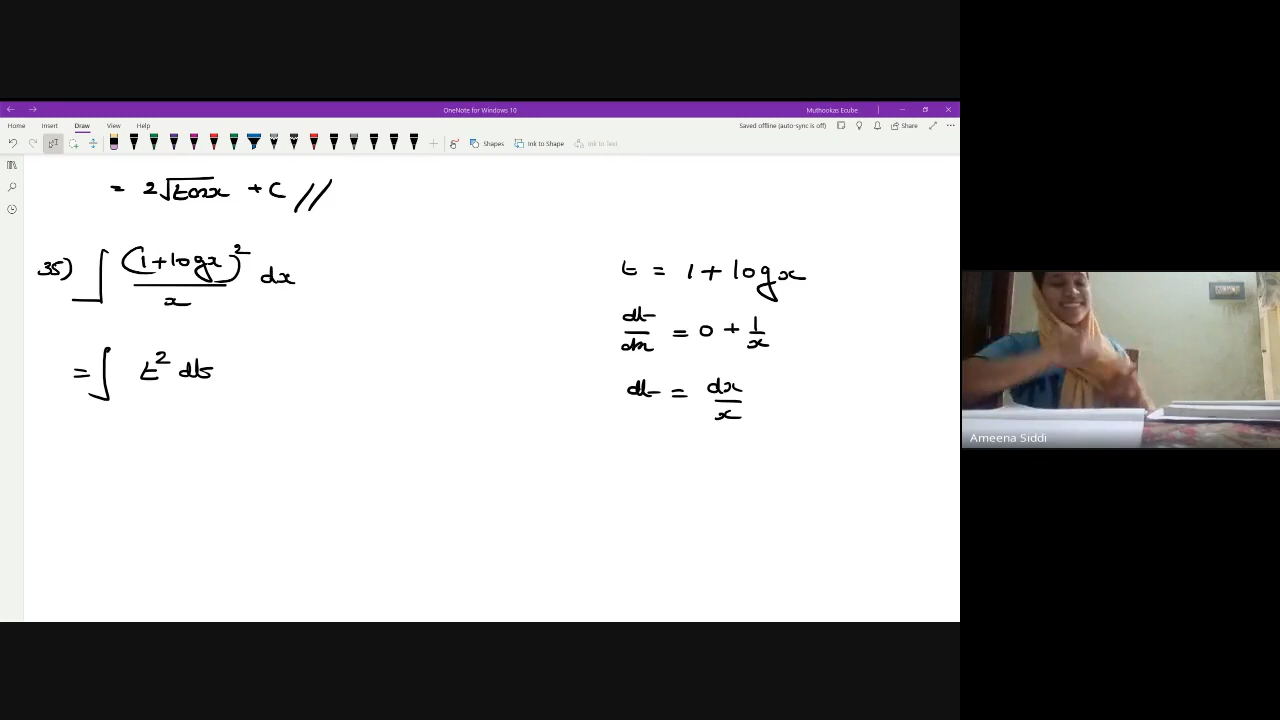 OneNote for Windows 10
Muthookas Ecube
Home Insert Draw View Help
Saved offline (auto-sync is off) Share
Shapes Ink to Shape Ink to Text
= 2√tanx + C //
35) ∫ (1+logx)² / x dx
= ∫ t² dt
t = 1 + logx
dt/dx = 0 + 1/x
dt = dx/x
Ameena Siddi